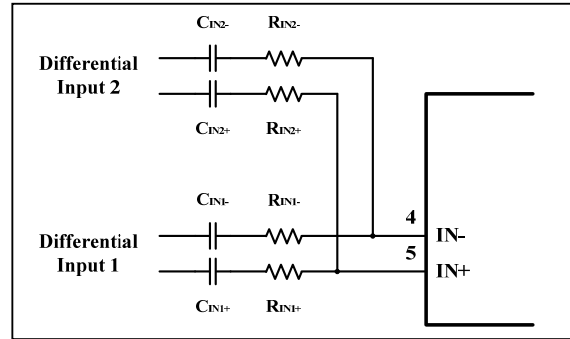 CIN2- RIN2-
Differential
Input 2
CIN2+ RIN2+
CIN1- RIN1-
4
IN-
Differential
Input 1
5
IN+
CIN1+ RIN1+